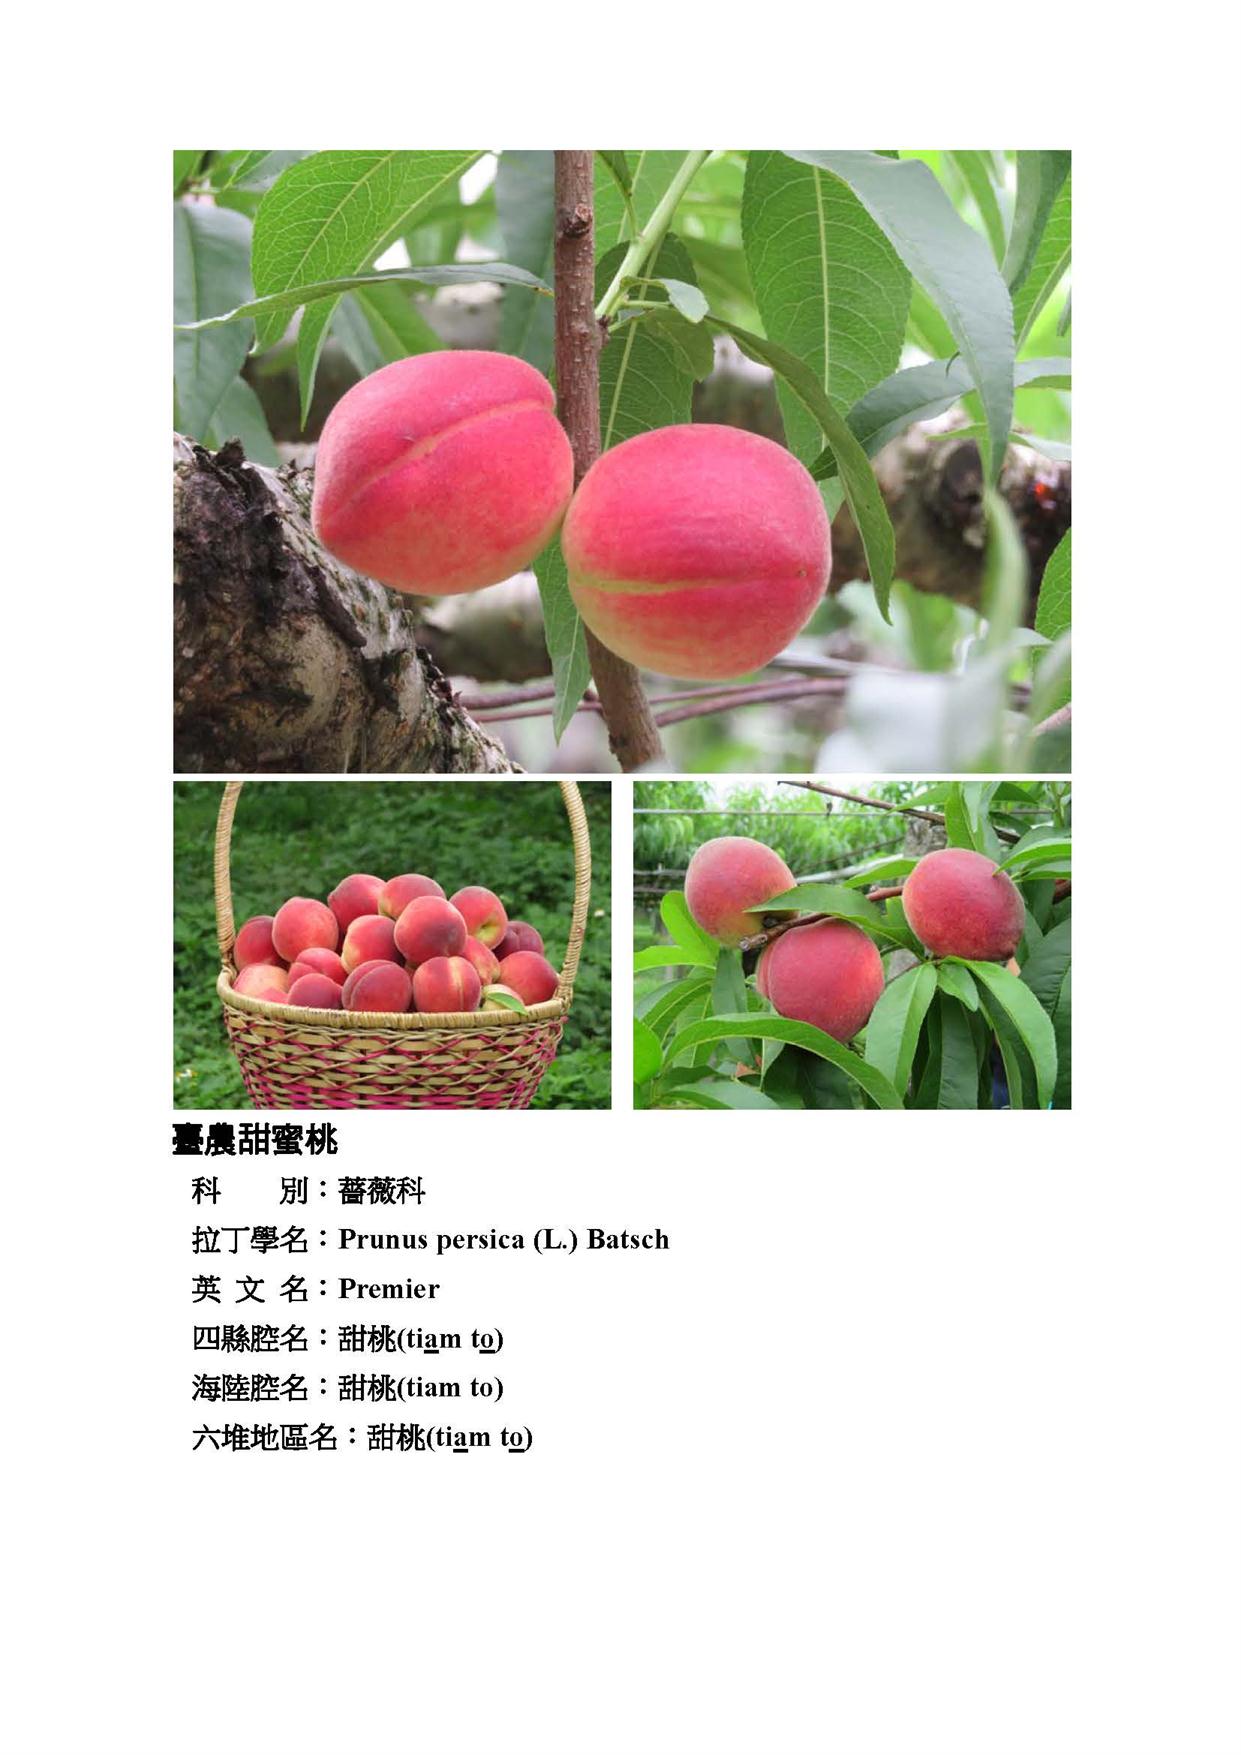 臺農甜蜜桃
科　　別：薔薇科
拉丁學名：Prunus persica (L.) Batsch
英 文 名：Premier
四縣腔名：甜桃(tiam to)
海陸腔名：甜桃(tiam to)
六堆地區名：甜桃(tiam to)